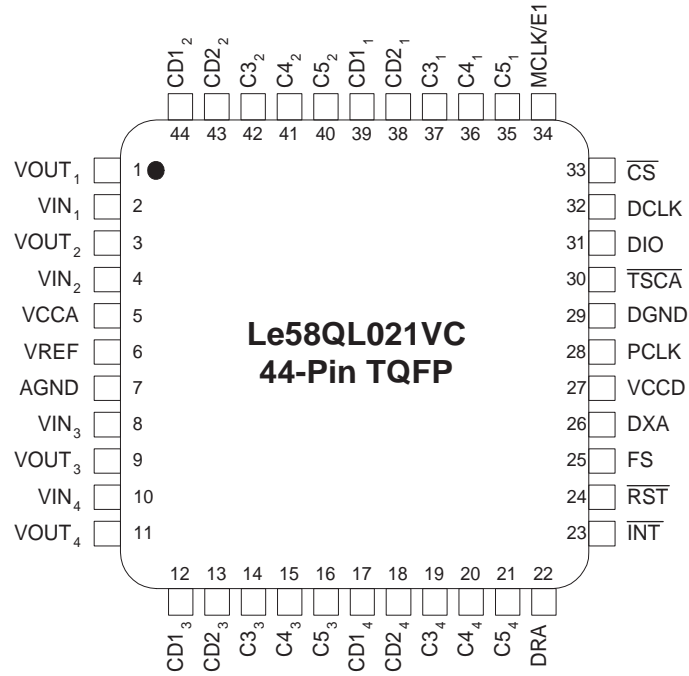 CD1₂ CD2₂ C3₂ C4₂ C5₂ CD1₁ CD2₁ C3₁ C4₁ C5₁ MCLK/E1
44 43 42 41 40 39 38 37 36 35 34
VOUT₁ 1
VIN₁ 2
VOUT₂ 3
VIN₂ 4
VCCA 5
VREF 6
AGND 7
VIN₃ 8
VOUT₃ 9
VIN₄ 10
VOUT₄ 11
Le58QL021VC
44-Pin TQFP
33 C̅S̅
32 DCLK
31 DIO
30 T̅S̅C̅A̅
29 DGND
28 PCLK
27 VCCD
26 DXA
25 FS
24 R̅S̅T̅
23 I̅N̅T̅
12 13 14 15 16 17 18 19 20 21 22
CD1₃ CD2₃ C3₃ C4₃ C5₃ CD1₄ CD2₄ C3₄ C4₄ C5₄ DRA